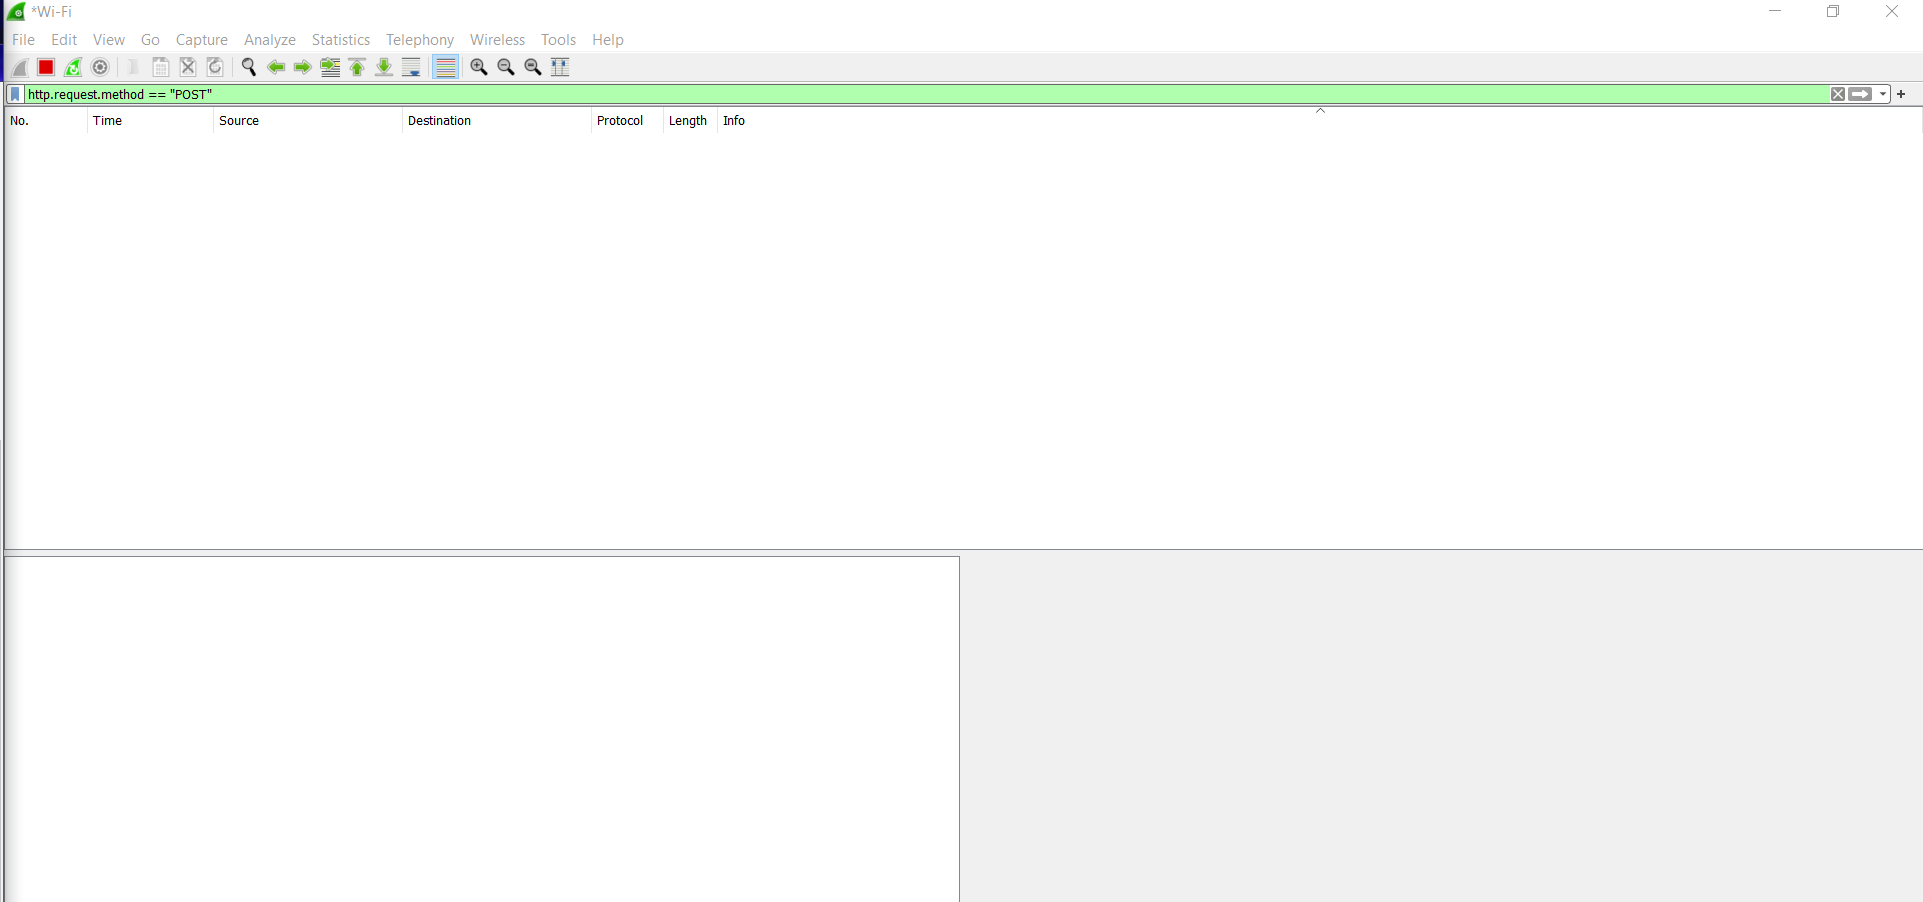 *Wi-Fi
File Edit View Go Capture Analyze Statistics Telephony Wireless Tools Help
http.request.method == "POST"
No. Time Source Destination Protocol Length Info